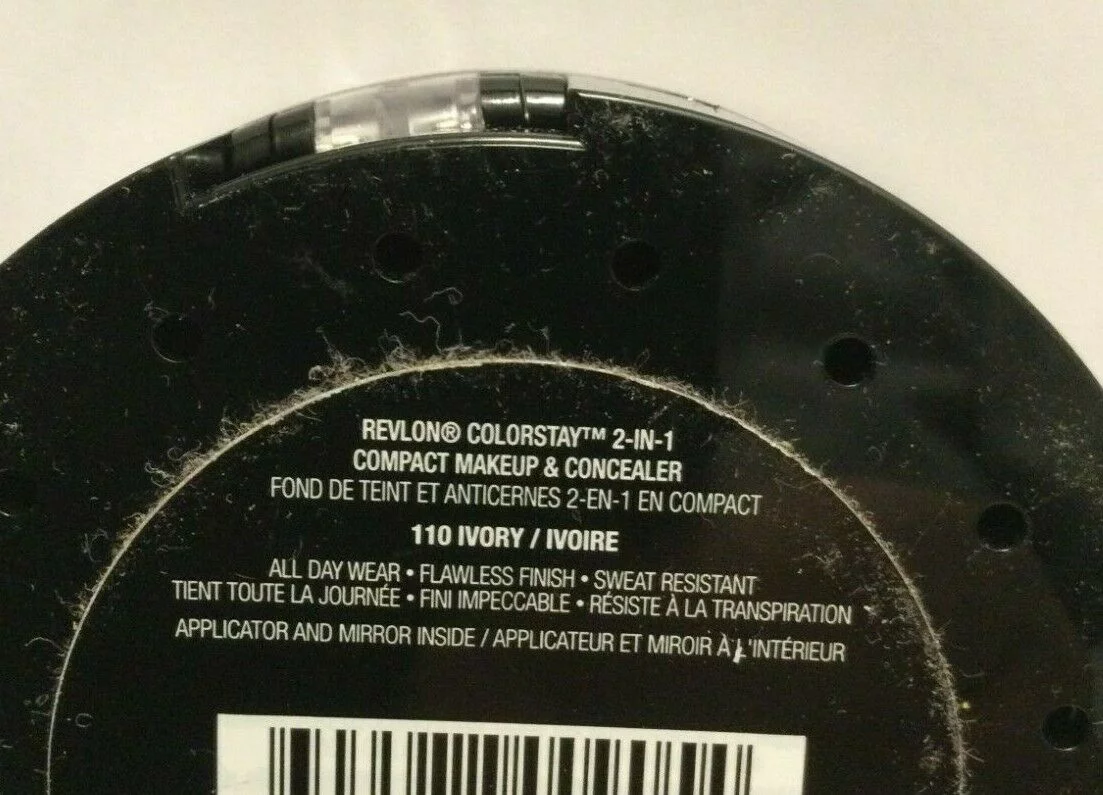 REVLON® COLORSTAY™ 2-IN-1
COMPACT MAKEUP & CONCEALER
FOND DE TEINT ET ANTICERNES 2-EN-1 EN COMPACT
110 IVORY / IVOIRE
ALL DAY WEAR • FLAWLESS FINISH • SWEAT RESISTANT
TIENT TOUTE LA JOURNÉE • FINI IMPECCABLE • RÉSISTE À LA TRANSPIRATION
APPLICATOR AND MIRROR INSIDE / APPLICATEUR ET MIROIR À L'INTÉRIEUR